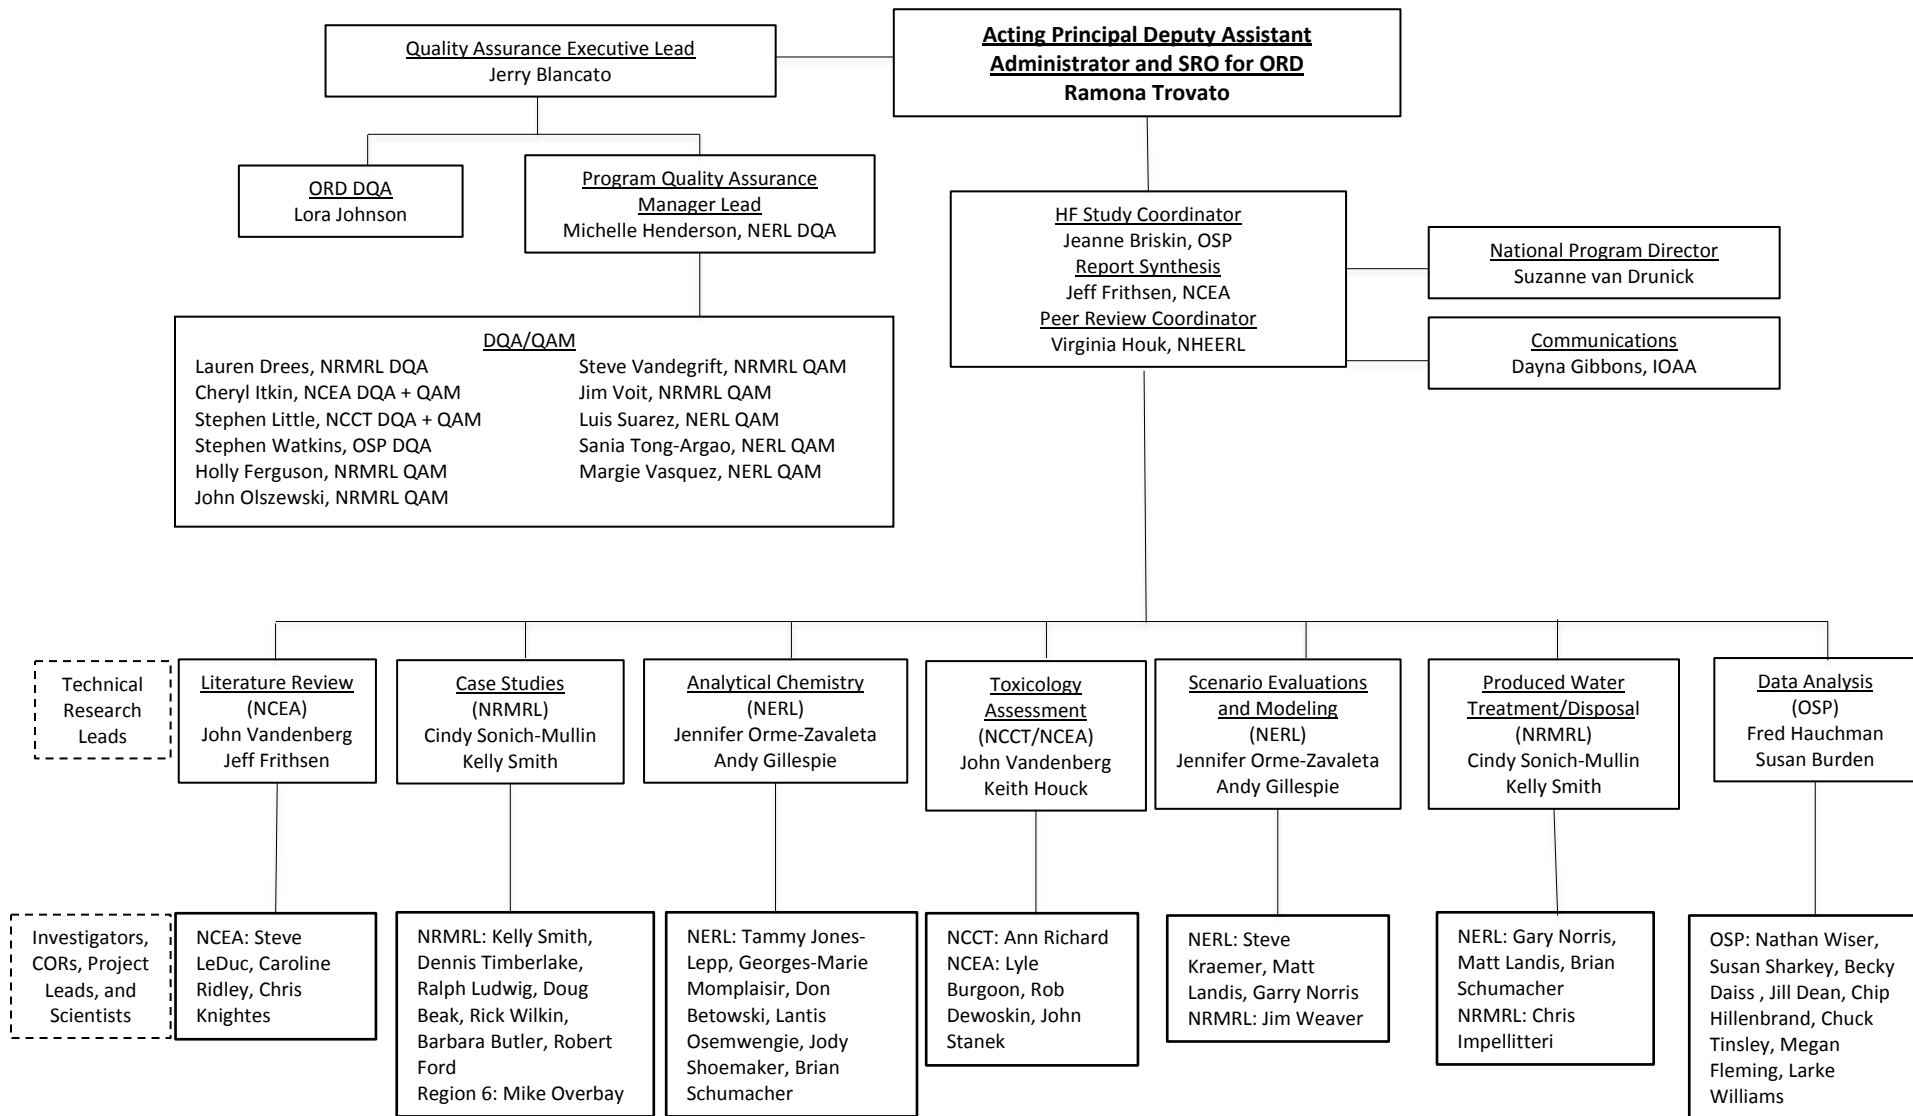 Quality Assurance Executive Lead
Jerry Blancato
Acting Principal Deputy Assistant
Administrator and SRO for ORD
Ramona Trovato
ORD DQA
Lora Johnson
Program Quality Assurance
Manager Lead
Michelle Henderson, NERL DQA
HF Study Coordinator
Jeanne Briskin, OSP
Report Synthesis
Jeff Frithsen, NCEA
Peer Review Coordinator
Virginia Houk, NHEERL
National Program Director
Suzanne van Drunick
Communications
Dayna Gibbons, IOAA
DQA/QAM
Lauren Drees, NRMRL DQA
Cheryl Itkin, NCEA DQA + QAM
Stephen Little, NCCT DQA + QAM
Stephen Watkins, OSP DQA
Holly Ferguson, NRMRL QAM
John Olszewski, NRMRL QAM
Steve Vandegrift, NRMRL QAM
Jim Voit, NRMRL QAM
Luis Suarez, NERL QAM
Sania Tong-Argao, NERL QAM
Margie Vasquez, NERL QAM
Technical
Research
Leads
Literature Review
(NCEA)
John Vandenberg
Jeff Frithsen
Case Studies
(NRMRL)
Cindy Sonich-Mullin
Kelly Smith
Analytical Chemistry
(NERL)
Jennifer Orme-Zavaleta
Andy Gillespie
Toxicology
Assessment
(NCCT/NCEA)
John Vandenberg
Keith Houck
Scenario Evaluations
and Modeling
(NERL)
Jennifer Orme-Zavaleta
Andy Gillespie
Produced Water
Treatment/Disposal
(NRMRL)
Cindy Sonich-Mullin
Kelly Smith
Data Analysis
(OSP)
Fred Hauchman
Susan Burden
Investigators,
CORs, Project
Leads, and
Scientists
NCEA: Steve
LeDuc, Caroline
Ridley, Chris
Knightes
NRMRL: Kelly Smith,
Dennis Timberlake,
Ralph Ludwig, Doug
Beak, Rick Wilkin,
Barbara Butler, Robert
Ford
Region 6: Mike Overbay
NERL: Tammy Jones-
Lepp, Georges-Marie
Momplaisir, Don
Betowski, Lantis
Osemwengie, Jody
Shoemaker, Brian
Schumacher
NCCT: Ann Richard
NCEA: Lyle
Burgoon, Rob
Dewoskin, John
Stanek
NERL: Steve
Kraemer, Matt
Landis, Garry Norris
NRMRL: Jim Weaver
NERL: Gary Norris,
Matt Landis, Brian
Schumacher
NRMRL: Chris
Impellitteri
OSP: Nathan Wiser,
Susan Sharkey, Becky
Daiss , Jill Dean, Chip
Hillenbrand, Chuck
Tinsley, Megan
Fleming, Larke
Williams